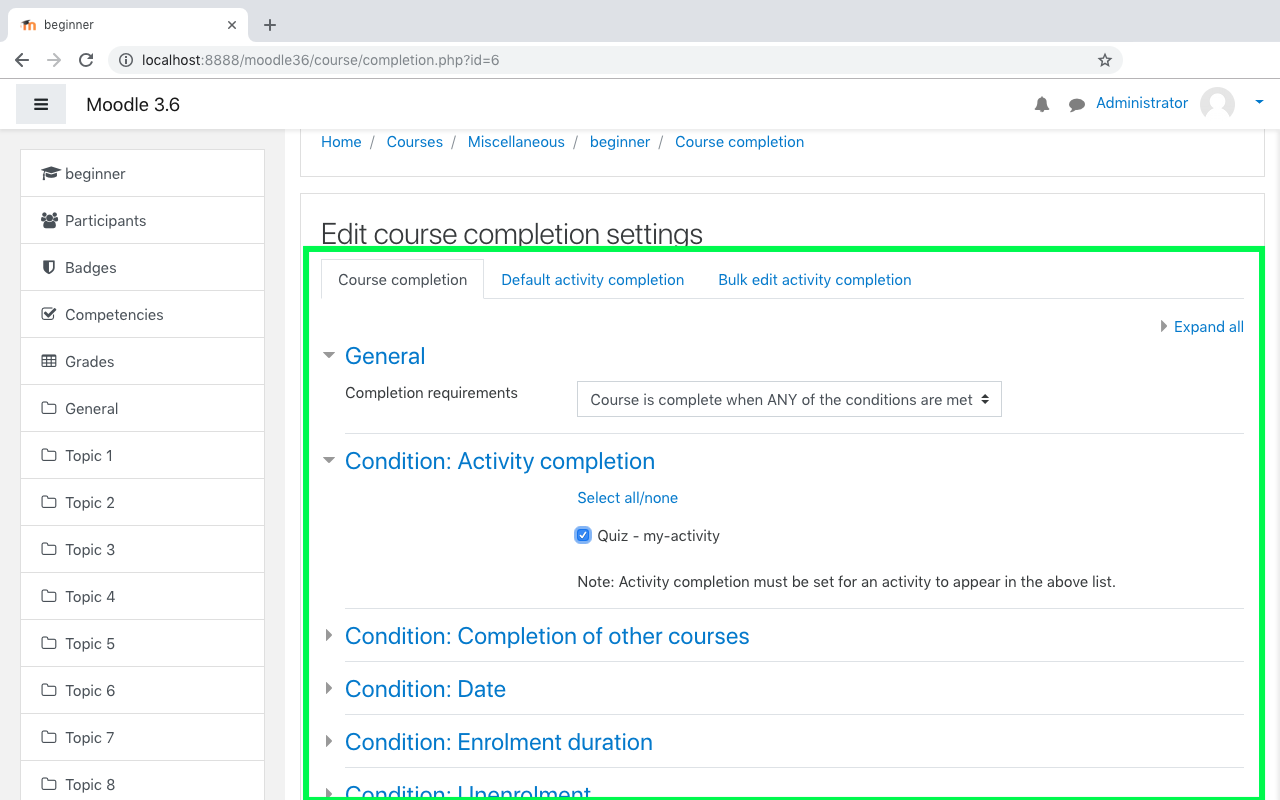 beginner
localhost:8888/moodle36/course/completion.php?id=6
Moodle 3.6
Administrator
Home / Courses / Miscellaneous / beginner / Course completion
beginner
Participants
Badges
Competencies
Grades
General
Topic 1
Topic 2
Topic 3
Topic 4
Topic 5
Topic 6
Topic 7
Topic 8
Edit course completion settings
Course completion
Default activity completion
Bulk edit activity completion
Expand all
General
Completion requirements
Course is complete when ANY of the conditions are met
Condition: Activity completion
Select all/none
Quiz - my-activity
Note: Activity completion must be set for an activity to appear in the above list.
Condition: Completion of other courses
Condition: Date
Condition: Enrolment duration
Condition: Unenrolment